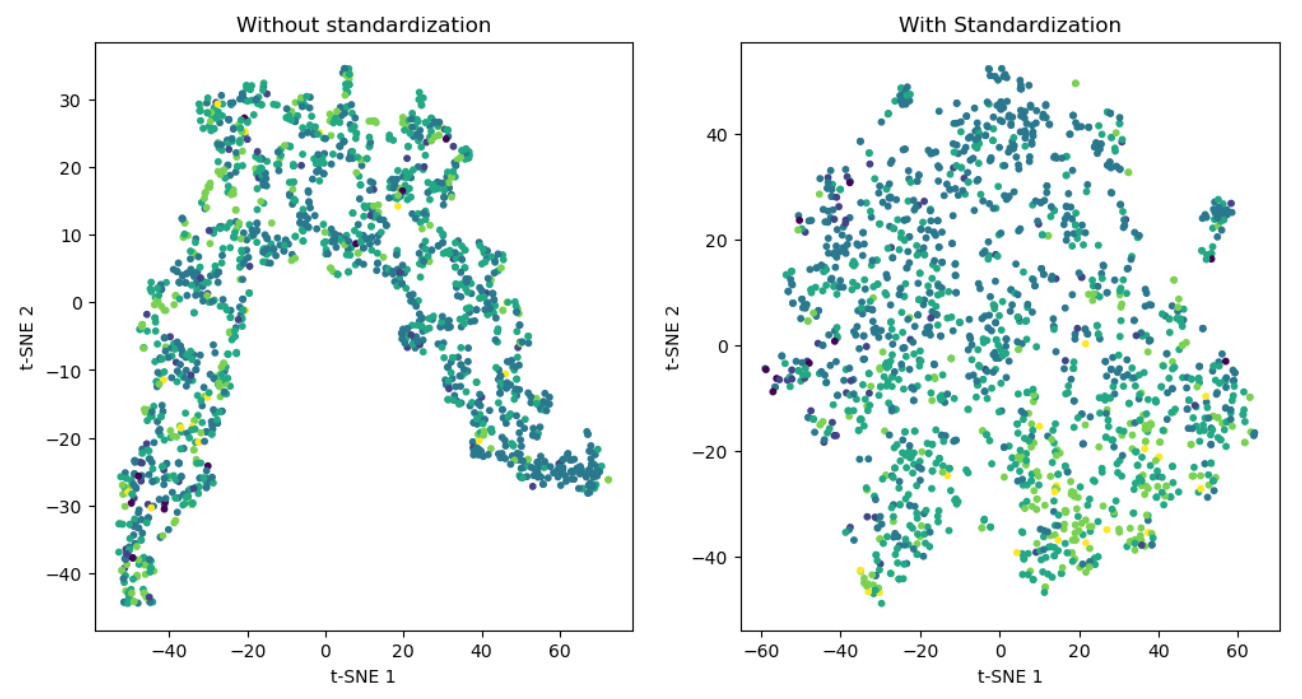 Without standardization
With Standardization
30
20
10
0
−10
−20
−30
−40
t-SNE 2
−40 −20 0 20 40 60
t-SNE 1
40
20
0
−20
−40
t-SNE 2
−60 −40 −20 0 20 40 60
t-SNE 1